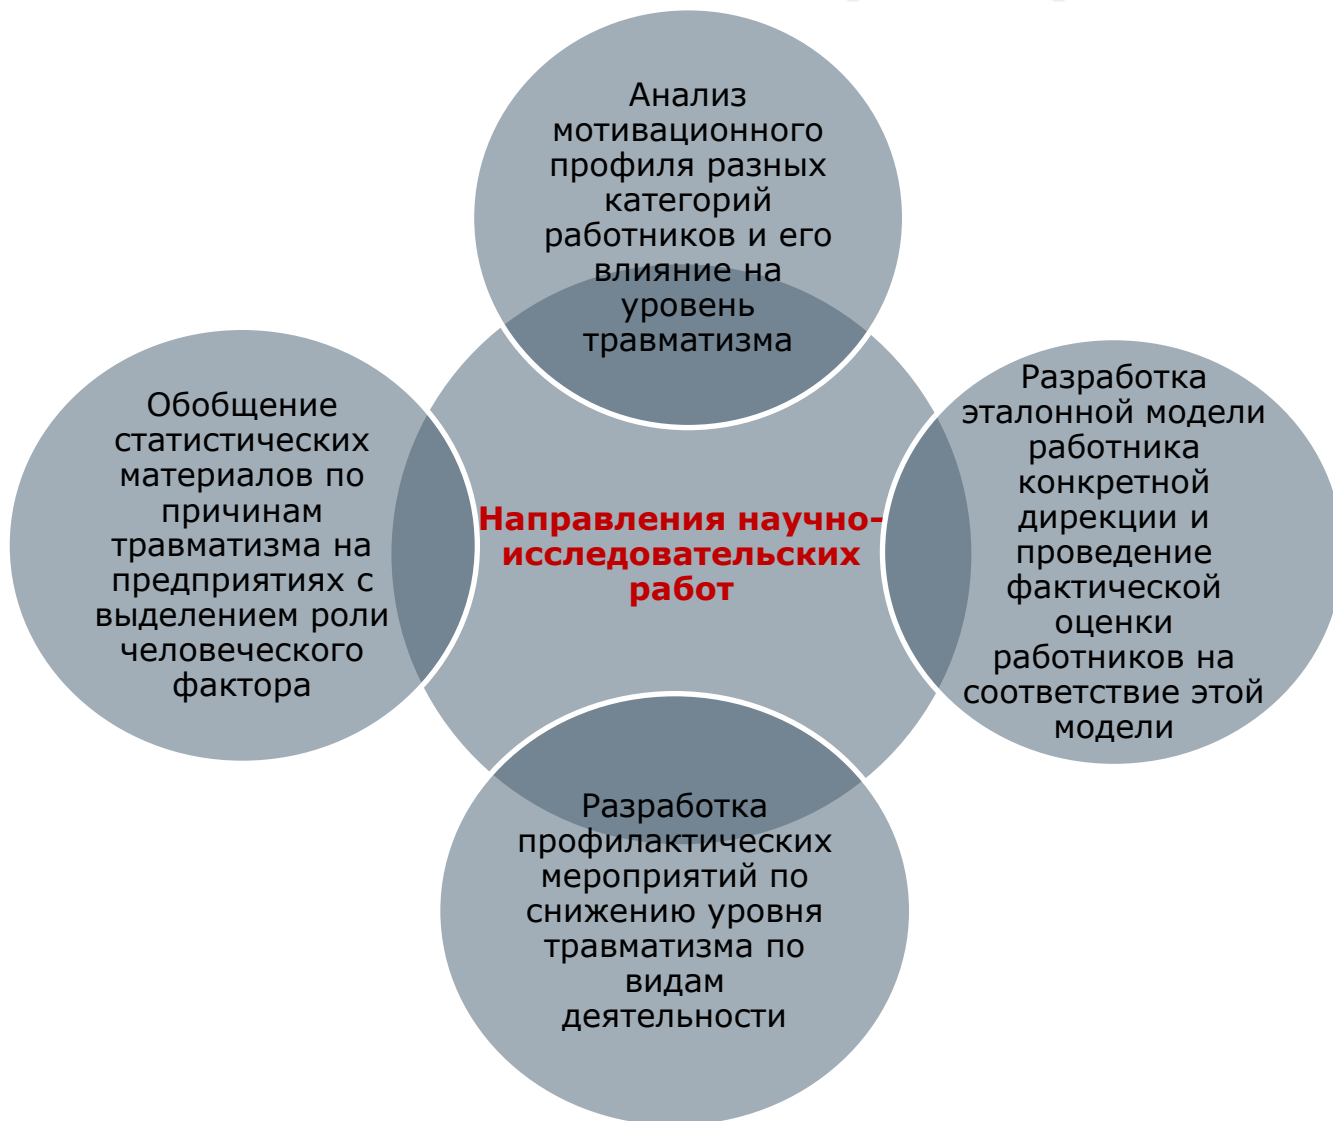 Анализ
мотивационного
профиля разных
категорий
работников и его
влияние на
уровень
травматизма
Обобщение
статистических
материалов по
причинам
травматизма на
предприятиях с
выделением роли
человеческого
фактора
Направления научно-
исследовательских
работ
Разработка
эталонной модели
работника
конкретной
дирекции и
проведение
фактической
оценки
работников на
соответствие этой
модели
Разработка
профилактических
мероприятий по
снижению уровня
травматизма по
видам
деятельности